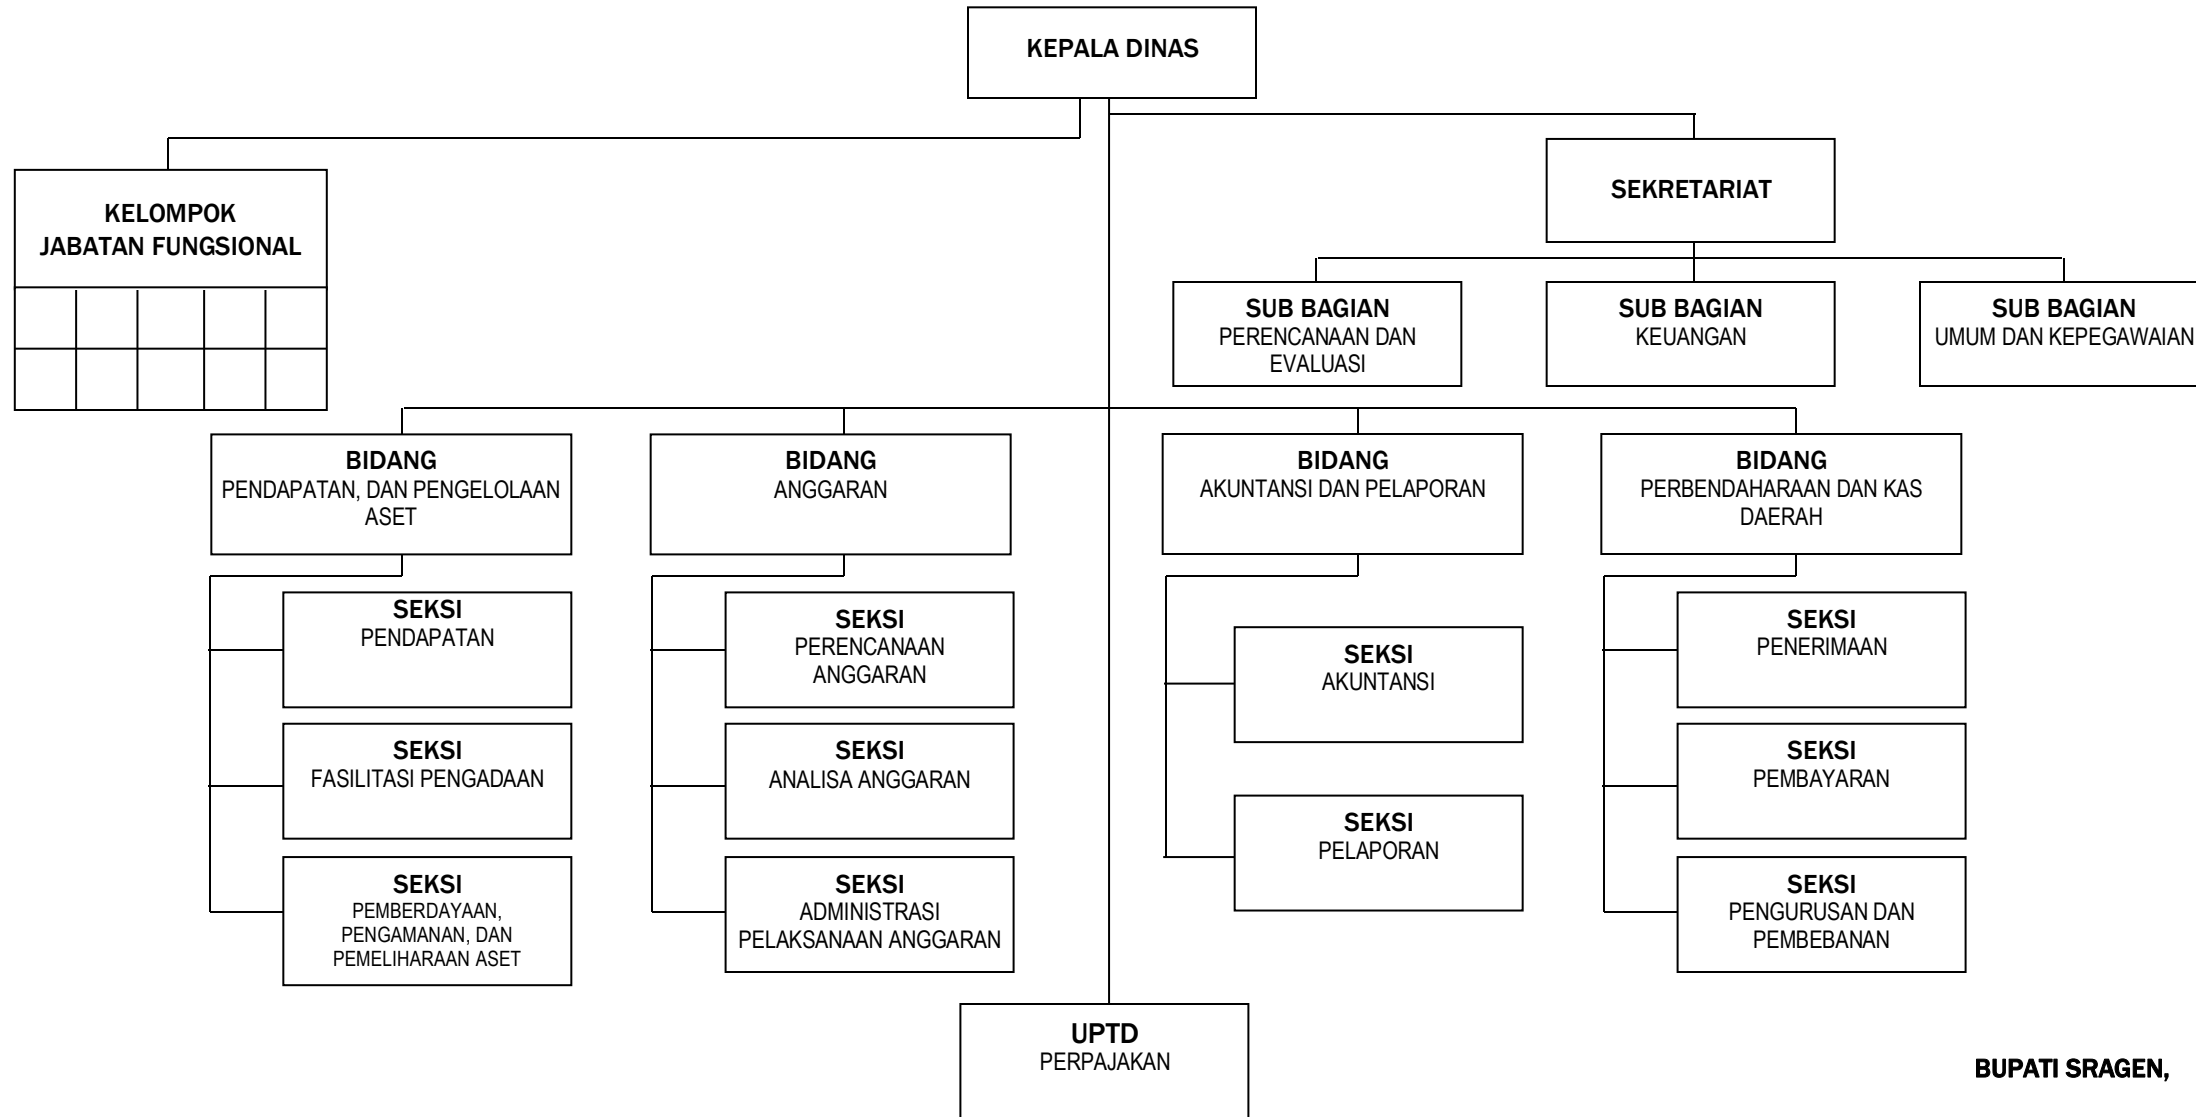 KEPALA DINAS
SEKRETARIAT
KELOMPOK
JABATAN FUNGSIONAL
SUB BAGIAN
PERENCANAAN DAN
EVALUASI
SUB BAGIAN
KEUANGAN
SUB BAGIAN
UMUM DAN KEPEGAWAIAN
BIDANG
PENDAPATAN, DAN PENGELOLAAN
ASET
BIDANG
ANGGARAN
BIDANG
AKUNTANSI DAN PELAPORAN
BIDANG
PERBENDAHARAAN DAN KAS
DAERAH
SEKSI
PENDAPATAN
SEKSI
FASILITASI PENGADAAN
SEKSI
PEMBERDAYAAN,
PENGAMANAN, DAN
PEMELIHARAAN ASET
SEKSI
PERENCANAAN
ANGGARAN
SEKSI
ANALISA ANGGARAN
SEKSI
ADMINISTRASI
PELAKSANAAN ANGGARAN
SEKSI
AKUNTANSI
SEKSI
PELAPORAN
SEKSI
PENERIMAAN
SEKSI
PEMBAYARAN
SEKSI
PENGURUSAN DAN
PEMBEBANAN
UPTD
PERPAJAKAN
BUPATI SRAGEN,